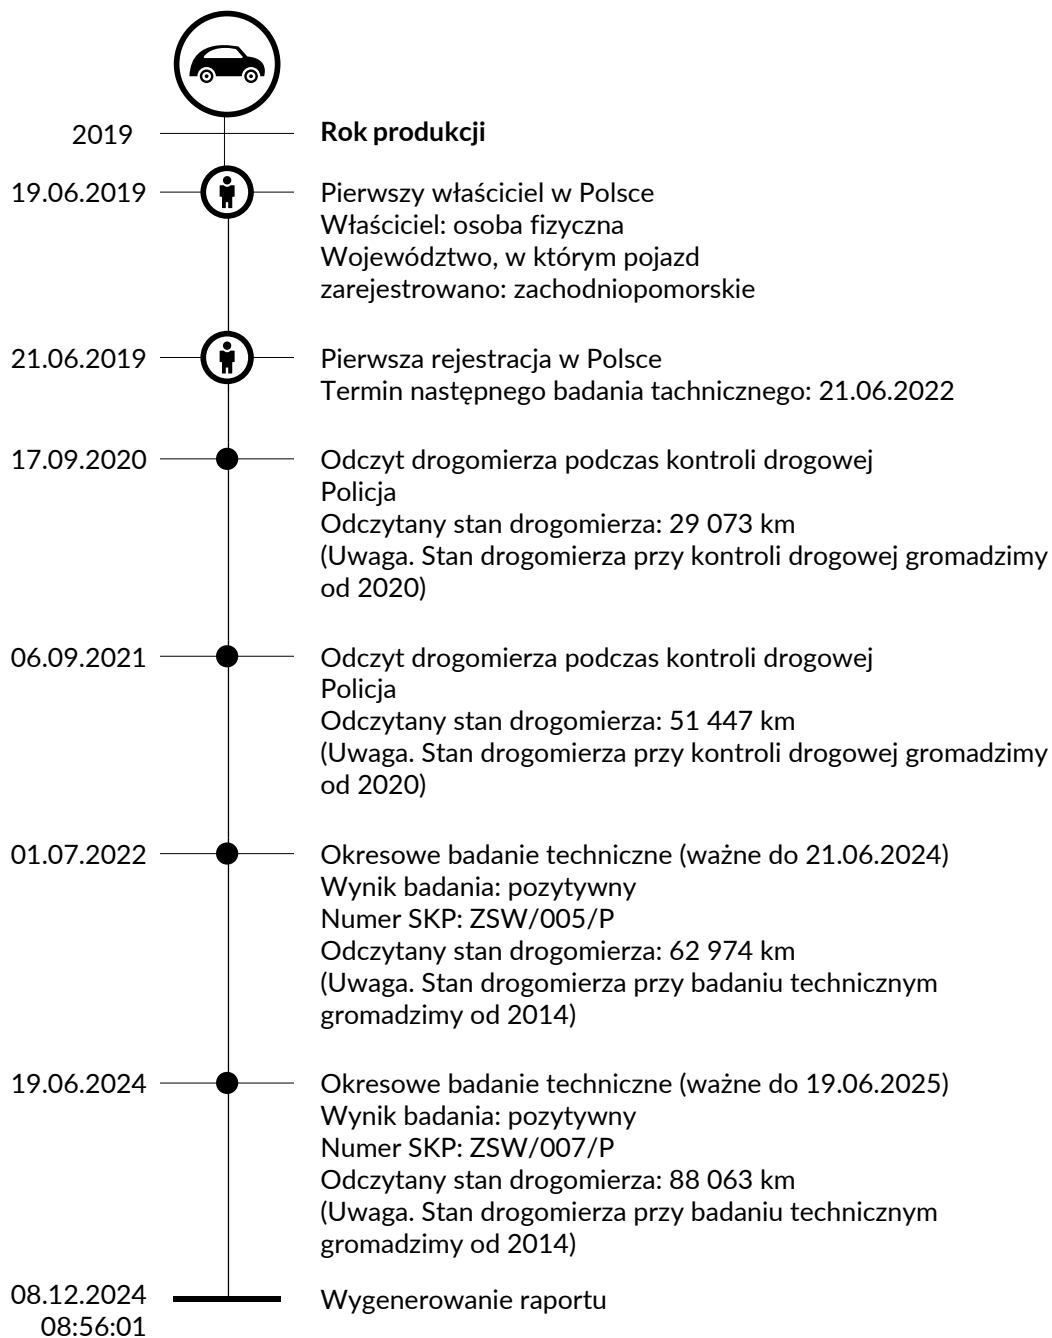 2019
Rok produkcji
19.06.2019
Pierwszy właściciel w Polsce
Właściciel: osoba fizyczna
Województwo, w którym pojazd
zarejestrowano: zachodniopomorskie
21.06.2019
Pierwsza rejestracja w Polsce
Termin następnego badania tachnicznego: 21.06.2022
17.09.2020
Odczyt drogomierza podczas kontroli drogowej
Policja
Odczytany stan drogomierza: 29 073 km
(Uwaga. Stan drogomierza przy kontroli drogowej gromadzimy
od 2020)
06.09.2021
Odczyt drogomierza podczas kontroli drogowej
Policja
Odczytany stan drogomierza: 51 447 km
(Uwaga. Stan drogomierza przy kontroli drogowej gromadzimy
od 2020)
01.07.2022
Okresowe badanie techniczne (ważne do 21.06.2024)
Wynik badania: pozytywny
Numer SKP: ZSW/005/P
Odczytany stan drogomierza: 62 974 km
(Uwaga. Stan drogomierza przy badaniu technicznym
gromadzimy od 2014)
19.06.2024
Okresowe badanie techniczne (ważne do 19.06.2025)
Wynik badania: pozytywny
Numer SKP: ZSW/007/P
Odczytany stan drogomierza: 88 063 km
(Uwaga. Stan drogomierza przy badaniu technicznym
gromadzimy od 2014)
08.12.2024
08:56:01
Wygenerowanie raportu